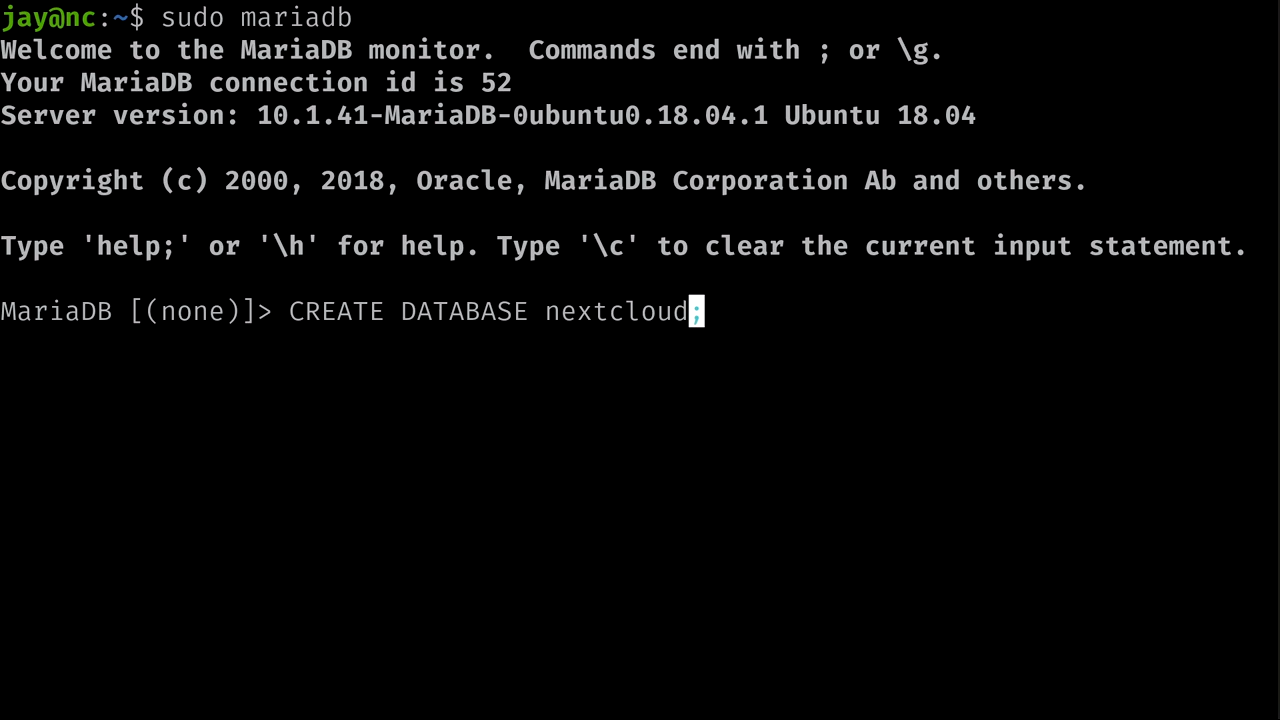 jay@nc:~$ sudo mariadb
Welcome to the MariaDB monitor.  Commands end with ; or \g.
Your MariaDB connection id is 52
Server version: 10.1.41-MariaDB-0ubuntu0.18.04.1 Ubuntu 18.04
Copyright (c) 2000, 2018, Oracle, MariaDB Corporation Ab and others.
Type 'help;' or '\h' for help. Type '\c' to clear the current input statement.
MariaDB [(none)]> CREATE DATABASE nextcloud;